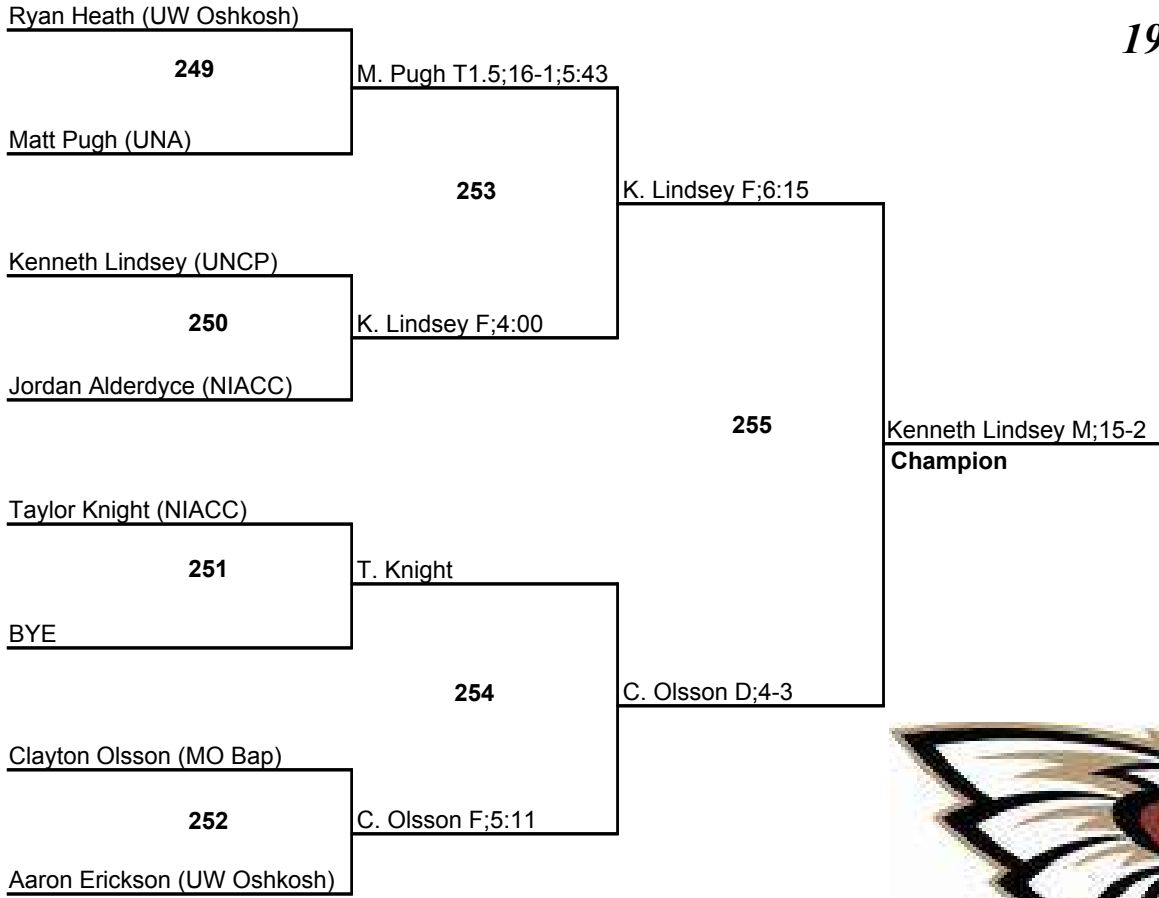 Ryan Heath (UW Oshkosh)
19
249
M. Pugh T1.5;16-1;5:43
Matt Pugh (UNA)
253
K. Lindsey F;6:15
Kenneth Lindsey (UNCP)
250
K. Lindsey F;4:00
Jordan Alderdyce (NIACC)
255
Kenneth Lindsey M;15-2
Champion
Taylor Knight (NIACC)
251
T. Knight
BYE
254
C. Olsson D;4-3
Clayton Olsson (MO Bap)
252
C. Olsson F;5:11
Aaron Erickson (UW Oshkosh)